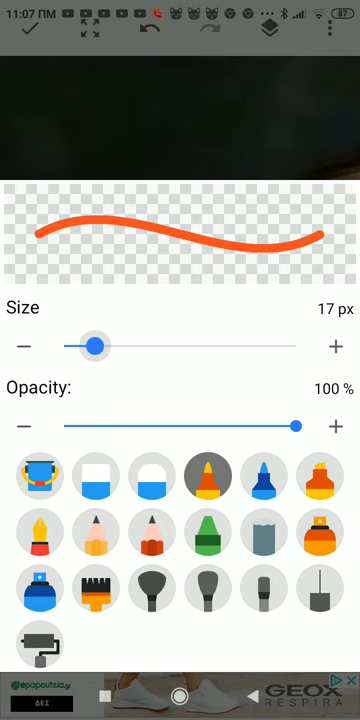 11:07 ΠΜ
87
Size
17 px
Opacity:
100 %
epapoutsia.gr
ΔΕΣ
GEOX
RESPIRA